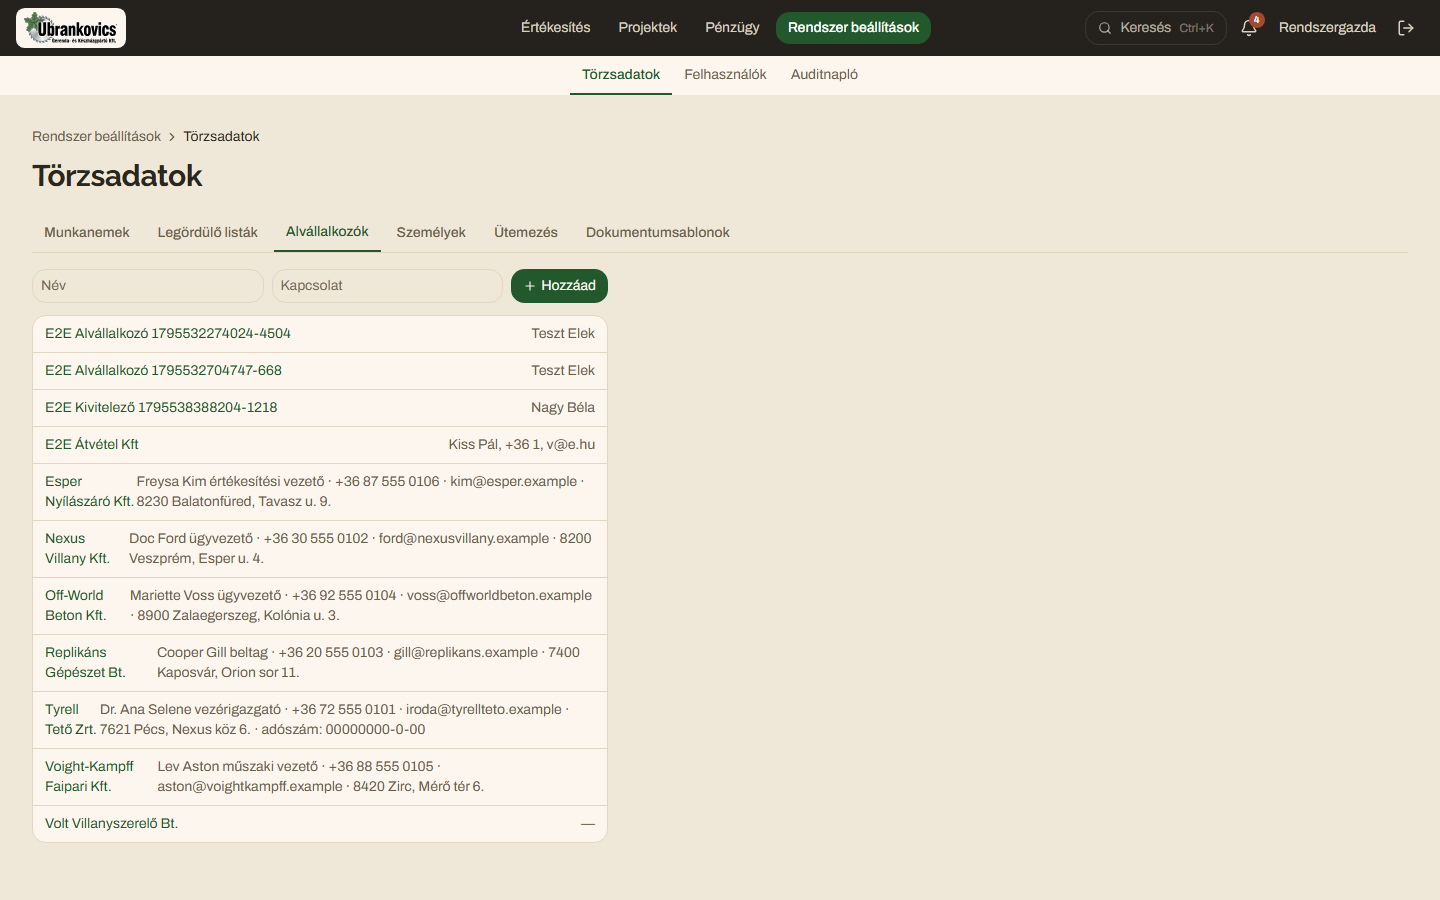 Ubrankovics
Gerenda- és Készházgyártó Kft.
Értékesítés
Projektek
Pénzügy
Rendszer beállítások
Keresés Ctrl+K
4
Rendszergazda
Törzsadatok
Felhasználók
Auditnapló
Rendszer beállítások > Törzsadatok
Törzsadatok
Munkanemek
Legördülő listák
Alvállalkozók
Személyek
Ütemezés
Dokumentumsablonok
Név
Kapcsolat
+ Hozzáad
E2E Alvállalkozó 1795532274024-4504
Teszt Elek
E2E Alvállalkozó 1795532704747-668
Teszt Elek
E2E Kivitelező 1795538388204-1218
Nagy Béla
E2E Átvétel Kft
Kiss Pál, +36 1, v@e.hu
Esper
Nyílászáró Kft.
Freysa Kim értékesítési vezető · +36 87 555 0106 · kim@esper.example ·
8230 Balatonfüred, Tavasz u. 9.
Nexus
Villany Kft.
Doc Ford ügyvezető · +36 30 555 0102 · ford@nexusvillany.example · 8200
Veszprém, Esper u. 4.
Off-World
Beton Kft.
Mariette Voss ügyvezető · +36 92 555 0104 · voss@offworldbeton.example
· 8900 Zalaegerszeg, Kolónia u. 3.
Replikáns
Gépészet Bt.
Cooper Gill beltag · +36 20 555 0103 · gill@replikans.example · 7400
Kaposvár, Orion sor 11.
Tyrell
Tető Zrt.
Dr. Ana Selene vezérigazgató · +36 72 555 0101 · iroda@tyrellteto.example ·
7621 Pécs, Nexus köz 6. · adószám: 00000000-0-00
Voight-Kampff
Faipari Kft.
Lev Aston műszaki vezető · +36 88 555 0105 ·
aston@voightkampff.example · 8420 Zirc, Mérő tér 6.
Volt Villanyszerelő Bt.
—